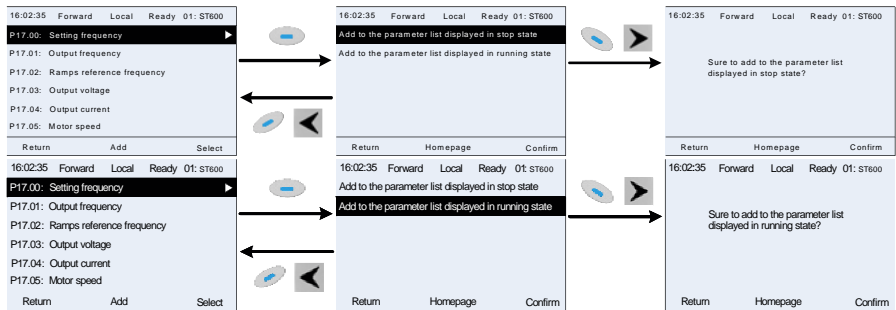 16:02:35 Forward Local Ready 01: ST600
P17.00: Setting frequency
P17.01: Output frequency
P17.02: Ramps reference frequency
P17.03: Output voltage
P17.04: Output current
P17.05: Motor speed
Return Add Select
16:02:35 Forward Local Ready 01: ST600
Add to the parameter list displayed in stop state
Add to the parameter list displayed in running state
Return Homepage Confirm
16:02:35 Forward Local Ready 01: ST600
Sure to add to the parameter list
displayed in stop state?
Return Homepage Confirm
16:02:35 Forward Local Ready 01: ST600
P17.00: Setting frequency
P17.01: Output frequency
P17.02: Ramps reference frequency
P17.03: Output voltage
P17.04: Output current
P17.05: Motor speed
Return Add Select
16:02:35 Forward Local Ready 01: ST600
Add to the parameter list displayed in stop state
Add to the parameter list displayed in running state
Return Homepage Confirm
16:02:35 Forward Local Ready 01: ST600
Sure to add to the parameter list
displayed in running state?
Return Homepage Confirm